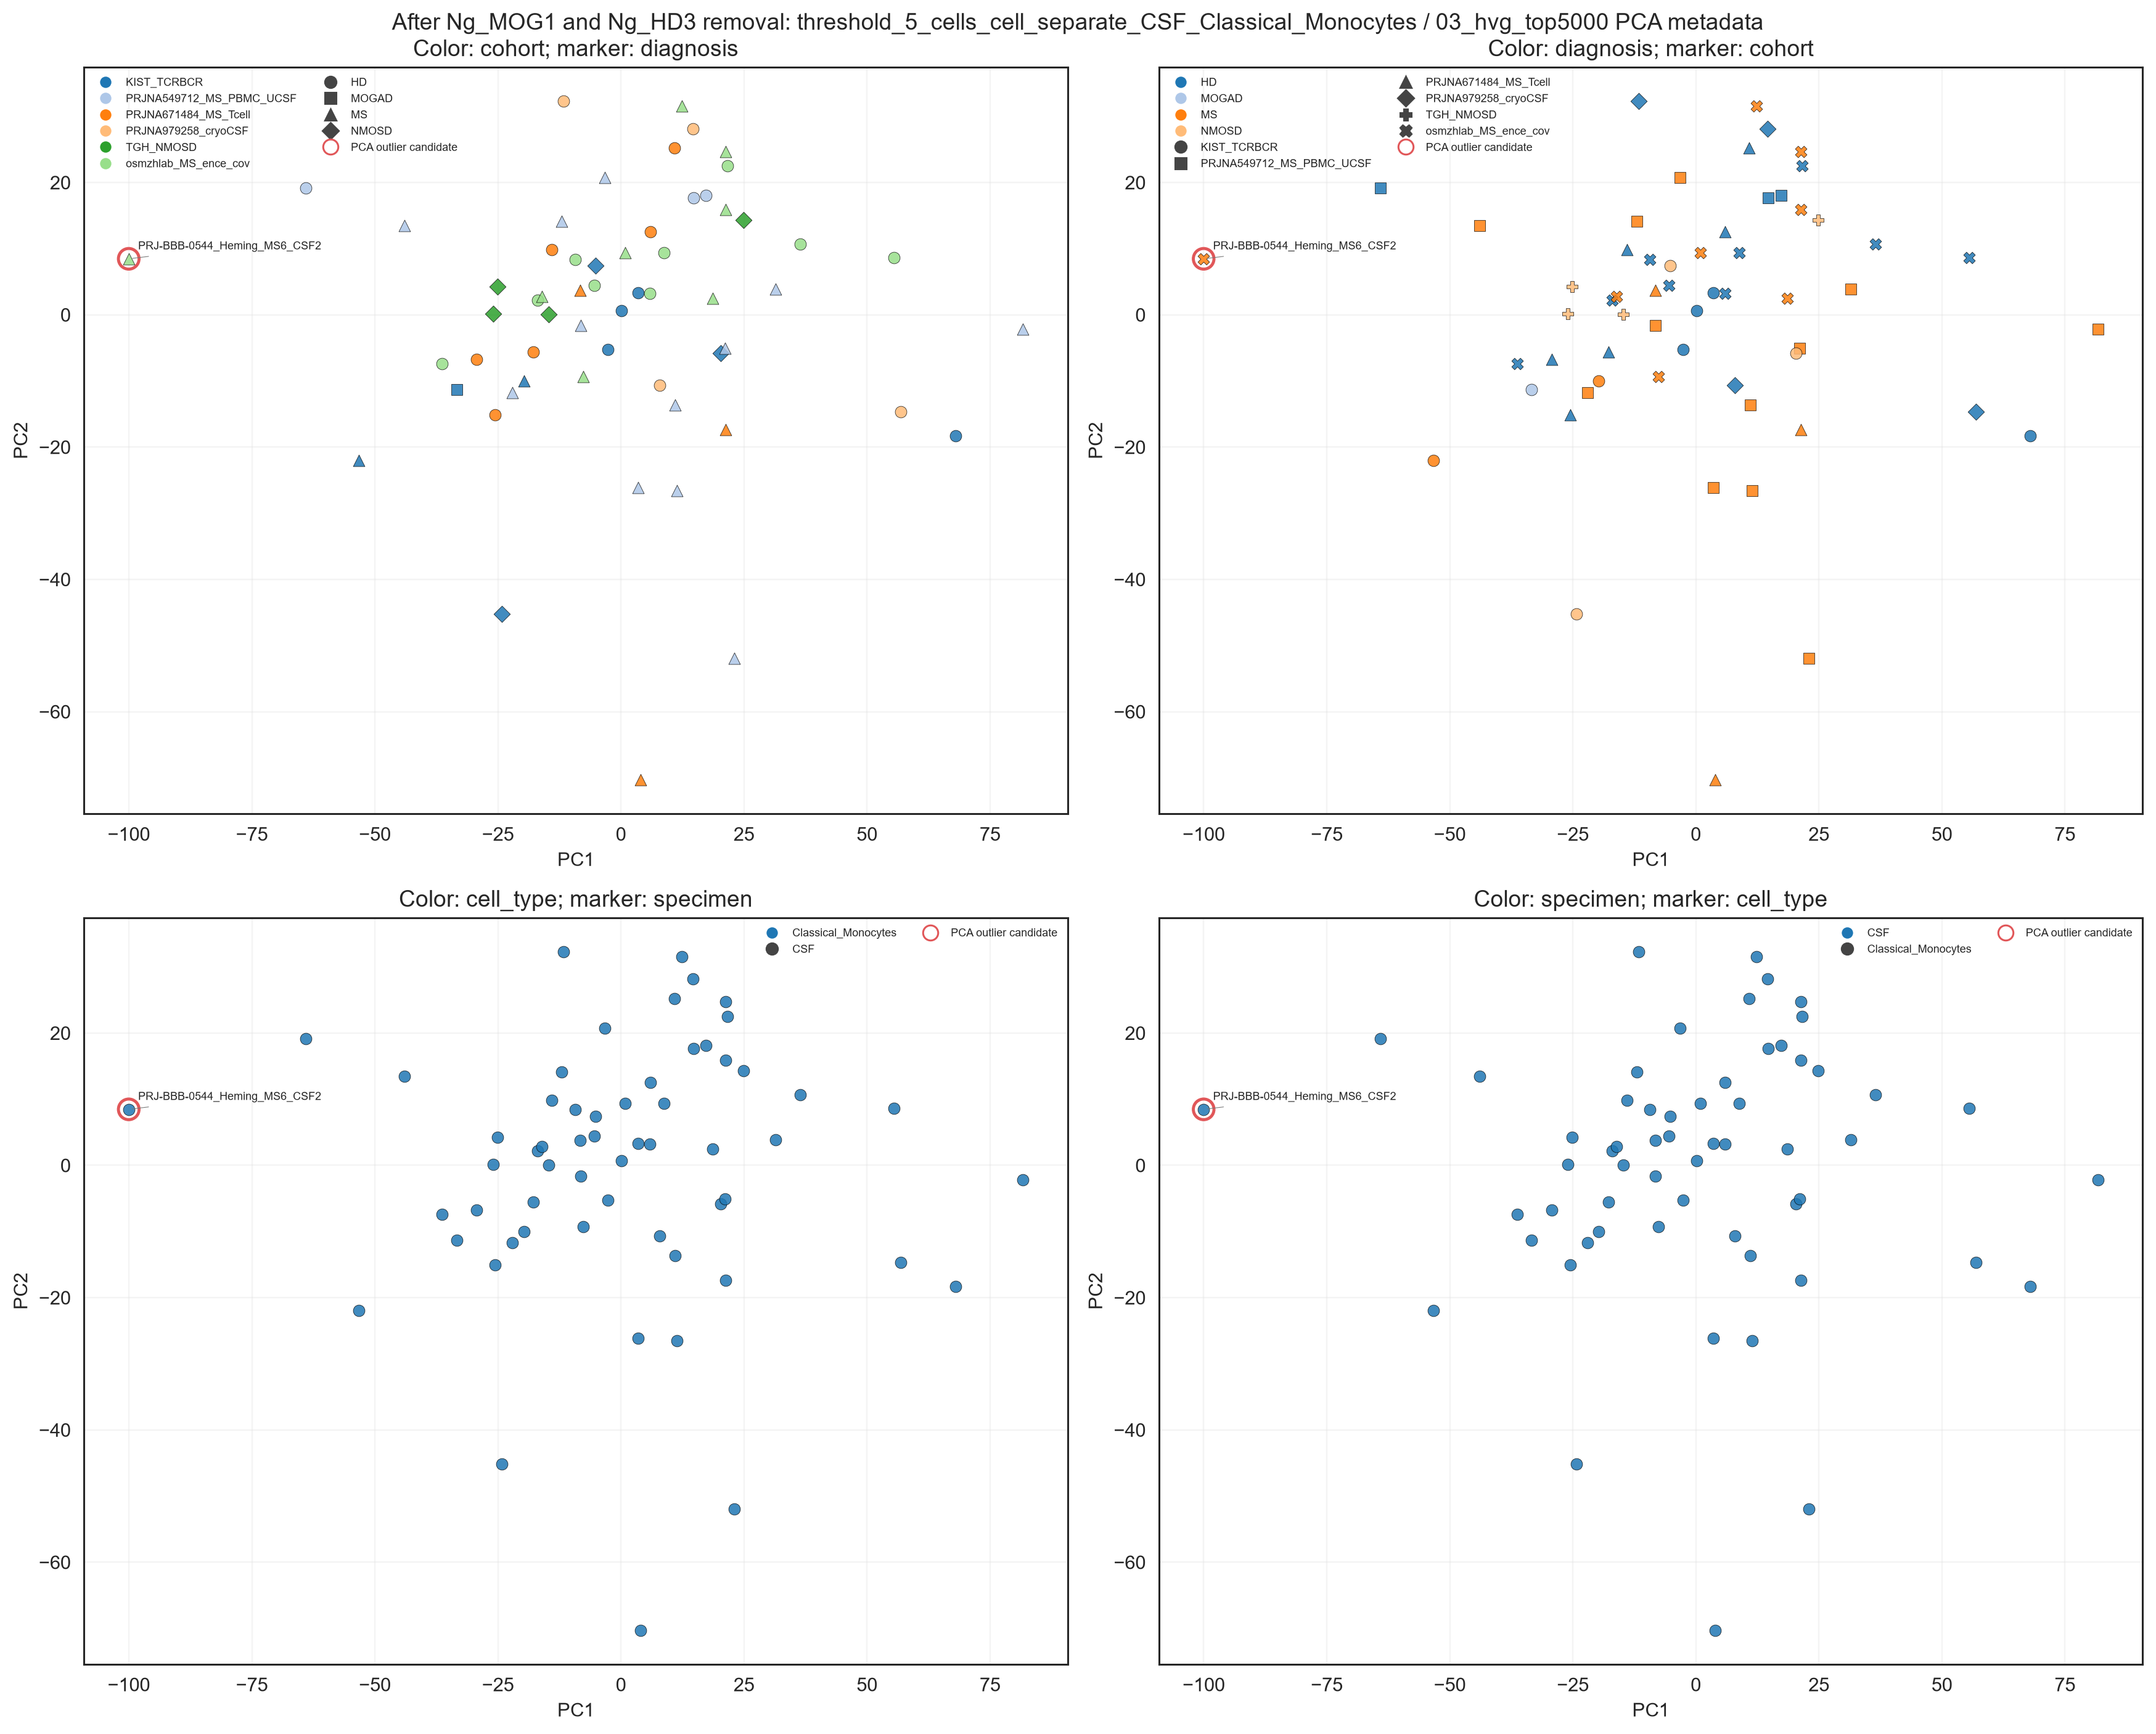 After Ng_MOG1 and Ng_HD3 removal: threshold_5_cells_cell_separate_CSF_Classical_Monocytes / 03_hvg_top5000 PCA metadata
Color: cohort; marker: diagnosis
KIST_TCRBCR
PRJNA549712_MS_PBMC_UCSF
PRJNA671484_MS_Tcell
PRJNA979258_cryoCSF
TGH_NMOSD
osmzhlab_MS_ence_cov
HD
MOGAD
MS
NMOSD
PCA outlier candidate
PRJ-BBB-0544_Heming_MS6_CSF2
PC2
20
0
−20
−40
−60
−100
−75
−50
−25
0
25
50
75
PC1
Color: diagnosis; marker: cohort
HD
MOGAD
MS
NMOSD
KIST_TCRBCR
PRJNA549712_MS_PBMC_UCSF
PRJNA671484_MS_Tcell
PRJNA979258_cryoCSF
TGH_NMOSD
osmzhlab_MS_ence_cov
PCA outlier candidate
PRJ-BBB-0544_Heming_MS6_CSF2
PC2
20
0
−20
−40
−60
−100
−75
−50
−25
0
25
50
75
PC1
Color: cell_type; marker: specimen
Classical_Monocytes
CSF
PCA outlier candidate
PRJ-BBB-0544_Heming_MS6_CSF2
PC2
20
0
−20
−40
−60
−100
−75
−50
−25
0
25
50
75
PC1
Color: specimen; marker: cell_type
CSF
Classical_Monocytes
PCA outlier candidate
PRJ-BBB-0544_Heming_MS6_CSF2
PC2
20
0
−20
−40
−60
−100
−75
−50
−25
0
25
50
75
PC1